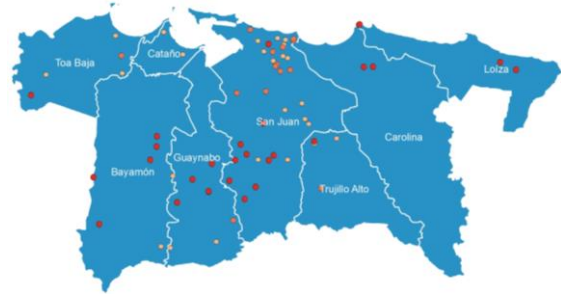 Toa Baja
Cataño
Loíza
San Juan
Carolina
Bayamón
Guaynabo
Trujillo Alto